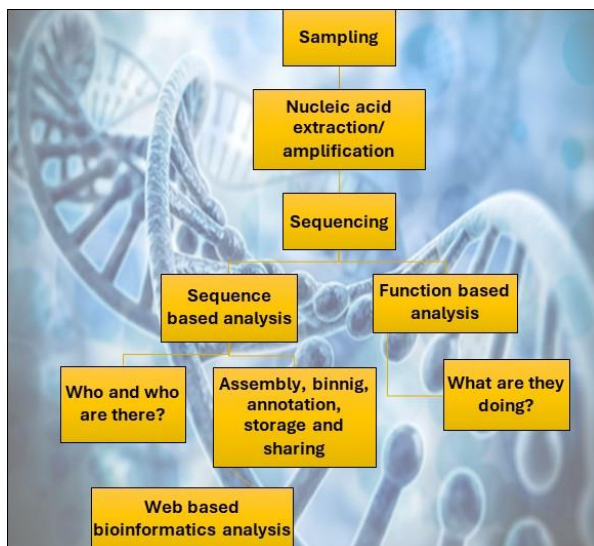 Sampling
Nucleic acid
extraction/
amplification
Sequencing
Sequence
based analysis
Function based
analysis
Who and who
are there?
Assembly, binnig,
annotation,
storage and
sharing
What are they
doing?
Web based
bioinformatics analysis